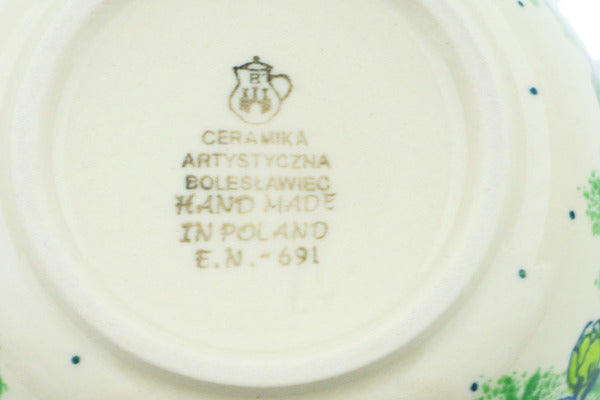 B
CERAMIKA
ARTYSTYCZNA
BOLESŁAWIEC
HAND MADE
IN POLAND
E.N.-691